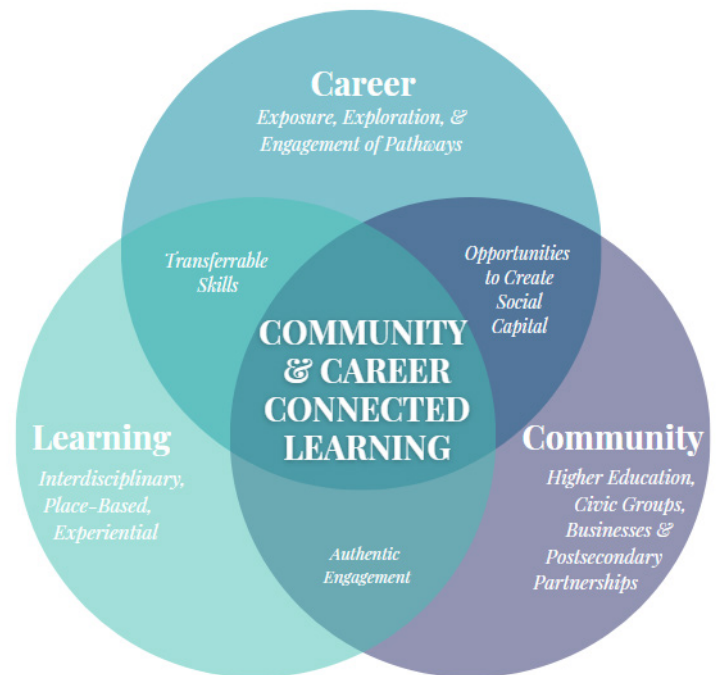 Career
Exposure, Exploration, &
Engagement of Pathways
Transferrable
Skills
Opportunities
to Create
Social
Capital
COMMUNITY
& CAREER
CONNECTED
LEARNING
Learning
Interdisciplinary,
Place-Based,
Experiential
Community
Higher Education,
Civic Groups,
Businesses &
Postsecondary
Partnerships
Authentic
Engagement